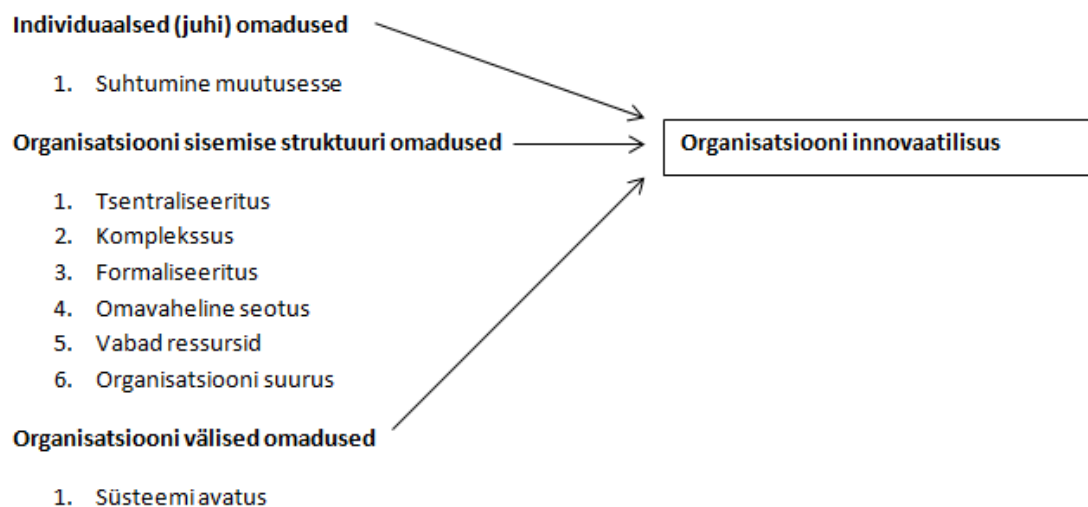 Individuaalsed (juhi) omadused
1. Suhtumine muutusesse
Organisatsiooni sisemise struktuuri omadused
Organisatsiooni innovaatilisus
1. Tsentraliseeritus
2. Komplekssus
3. Formaliseeritus
4. Omavaheline seotus
5. Vabad ressursid
6. Organisatsiooni suurus
Organisatsiooni välised omadused
1. Süsteemi avatus